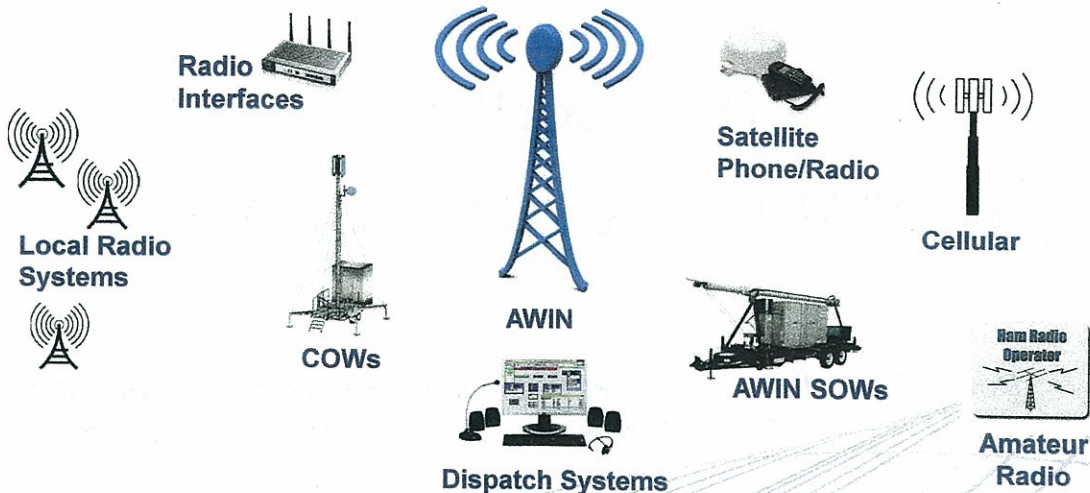 Radio
Interfaces
Satellite
Phone/Radio
Local Radio
Systems
Cellular
COWs
AWIN
AWIN SOWs
Ham Radio
Operator
Dispatch Systems
Amateur
Radio